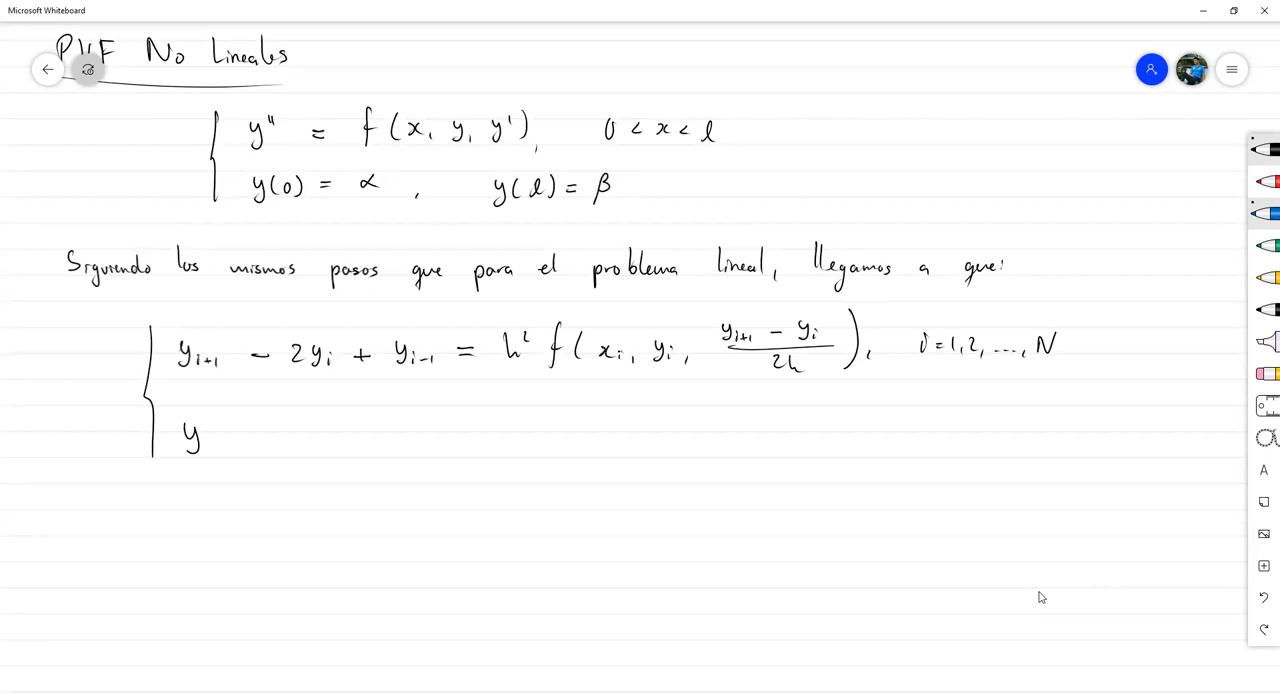 Microsoft Whiteboard
PVF No Lineales
y'' = f(x, y, y'), 0 < x < l
y(0) = α, y(l) = β
Siguiendo los mismos pasos que para el problema lineal, llegamos a que:
y_{i+1} - 2y_i + y_{i-1} = h² f(x_i, y_i, (y_{i+1} - y_i)/2h), i = 1, 2, ..., N
y
A